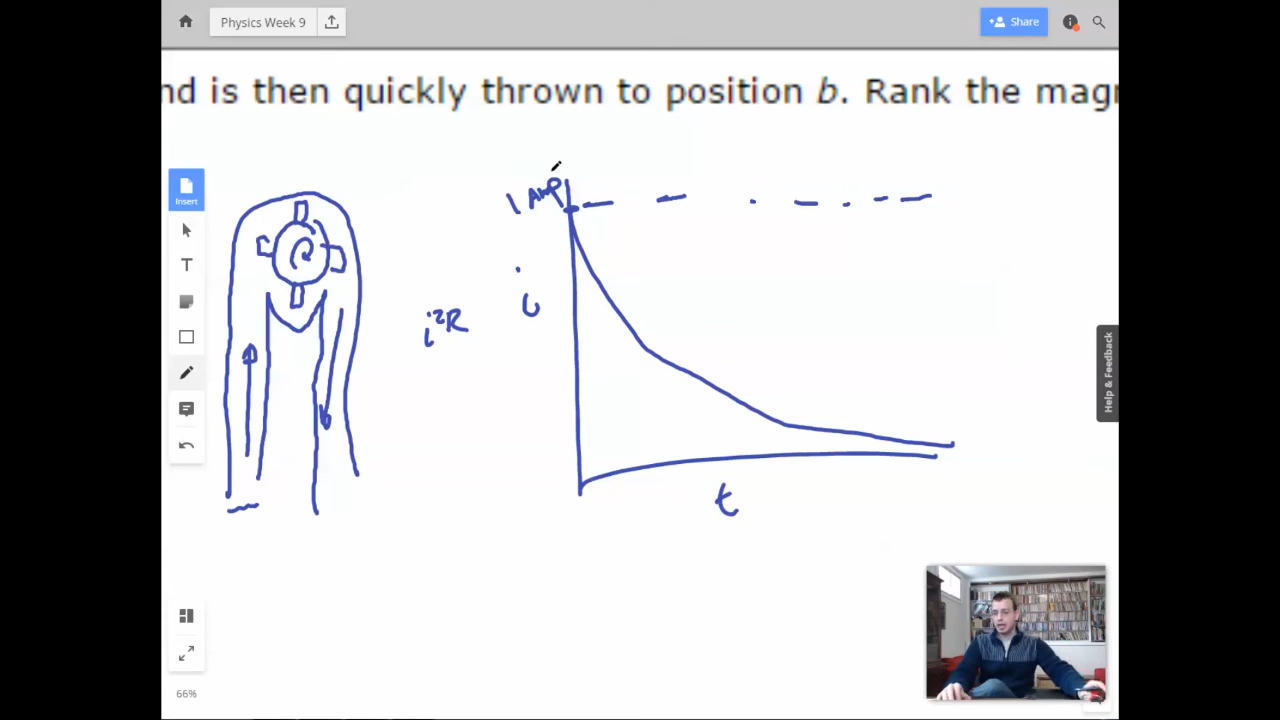 Physics Week 9
Share
nd is then quickly thrown to position b. Rank the magn
Insert
T
1 AMP
i
i²R
t
Help & Feedback
66%